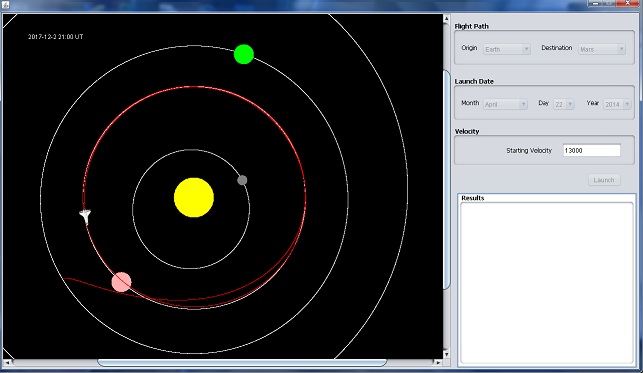 2017-12-2 21:00 UT
Flight Path
Origin Earth Destination Mars
Launch Date
Month April Day 22 Year 2014
Velocity
Starting Velocity 13000
Launch
Results